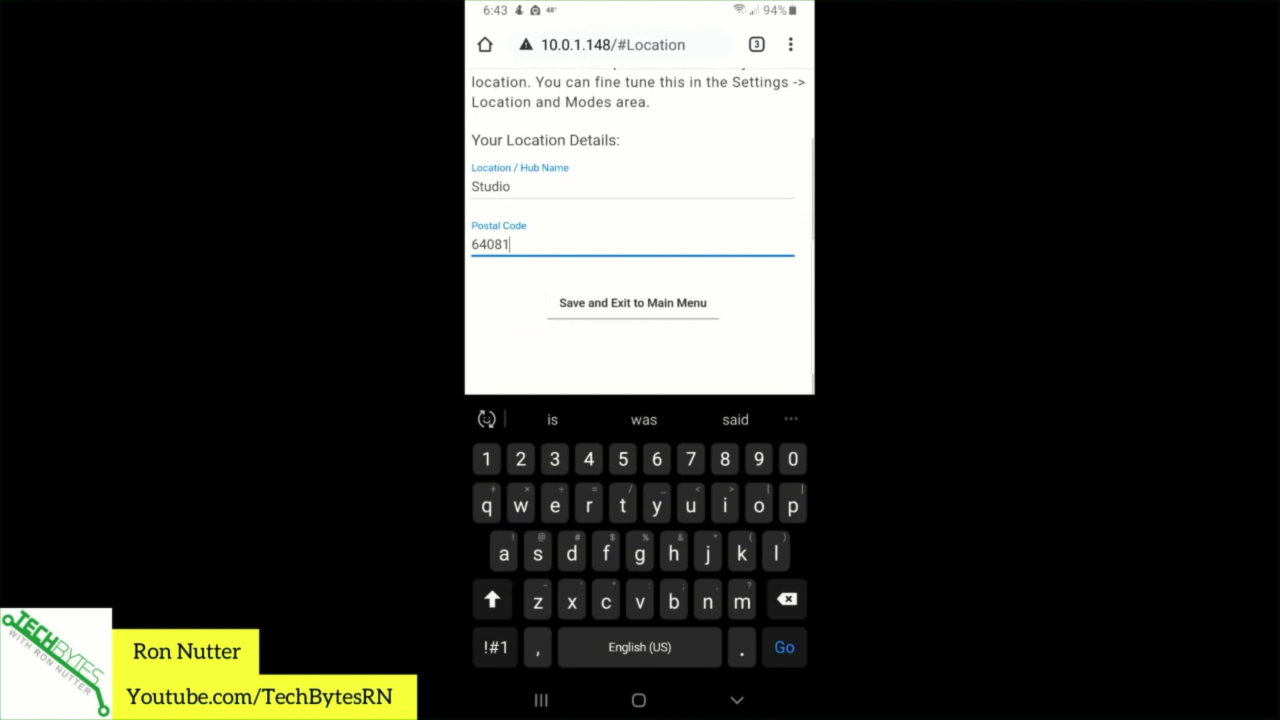 6:43 48° 94%
10.0.1.148/#Location 3
location. You can fine tune this in the Settings ->
Location and Modes area.
Your Location Details:
Location / Hub Name
Studio
Postal Code
64081
Save and Exit to Main Menu
is was said
1 2 3 4 5 6 7 8 9 0
q w e r t y u i o p
a s d f g h j k l
z x c v b n m
!#1 , English (US) . Go
TECHBYTES
WITH RON NUTTER
Ron Nutter
Youtube.com/TechBytesRN